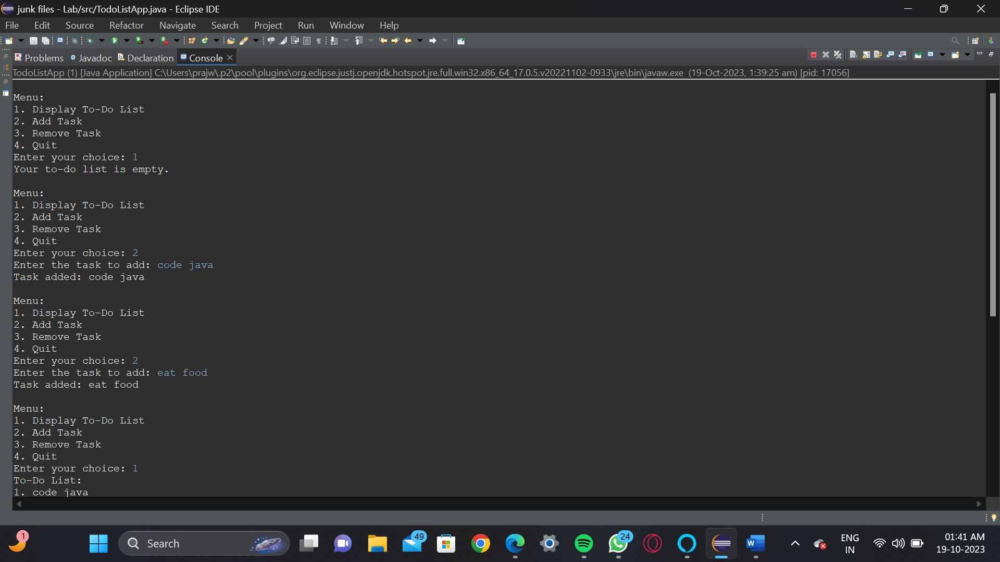 junk files - Lab/src/TodoListApp.java - Eclipse IDE
File Edit Source Refactor Navigate Search Project Run Window Help
Problems Javadoc Declaration Console
TodoListApp (1) [Java Application] C:\Users\prajw\.p2\pool\plugins\org.eclipse.justj.openjdk.hotspot.jre.full.win32.x86_64_17.0.5.v20221102-0933\jre\bin\javaw.exe (19-Oct-2023, 1:39:25 am) [pid: 17056]
Menu:
1. Display To-Do List
2. Add Task
3. Remove Task
4. Quit
Enter your choice: 1
Your to-do list is empty.
Menu:
1. Display To-Do List
2. Add Task
3. Remove Task
4. Quit
Enter your choice: 2
Enter the task to add: code java
Task added: code java
Menu:
1. Display To-Do List
2. Add Task
3. Remove Task
4. Quit
Enter your choice: 2
Enter the task to add: eat food
Task added: eat food
Menu:
1. Display To-Do List
2. Add Task
3. Remove Task
4. Quit
Enter your choice: 1
To-Do List:
1. code java
1
Search
49
24
W
ENG
IN
01:41 AM
19-10-2023